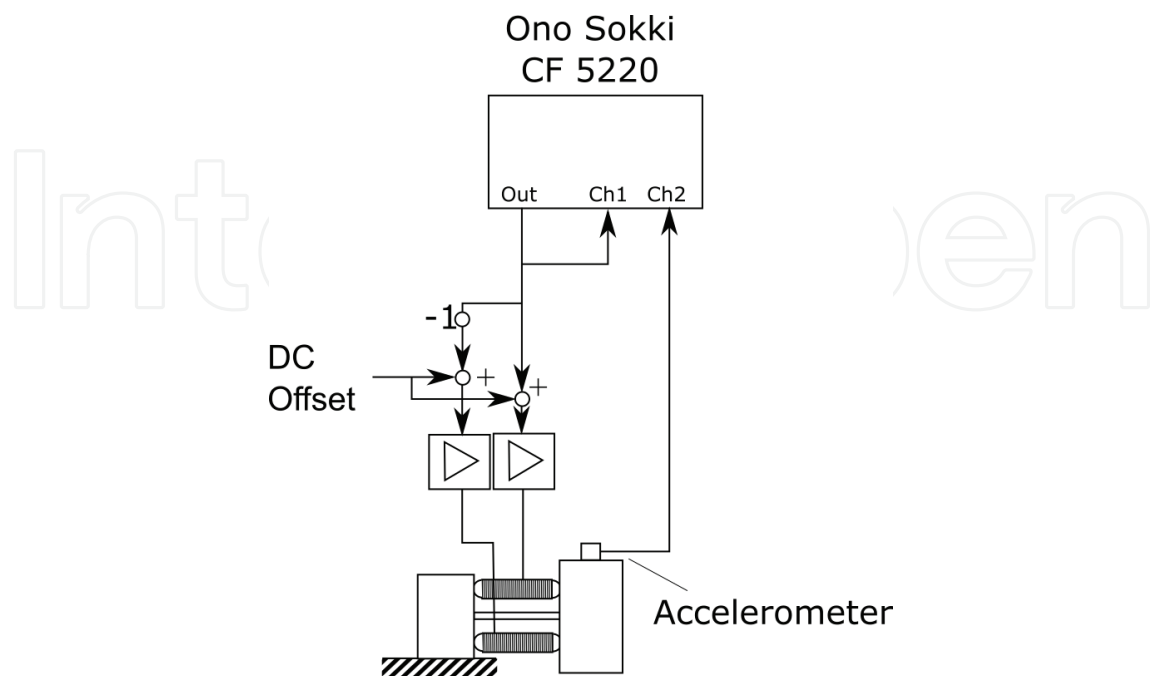 Ono Sokki
CF 5220
Out Ch1 Ch2
-1
DC
Offset
+
+
Accelerometer